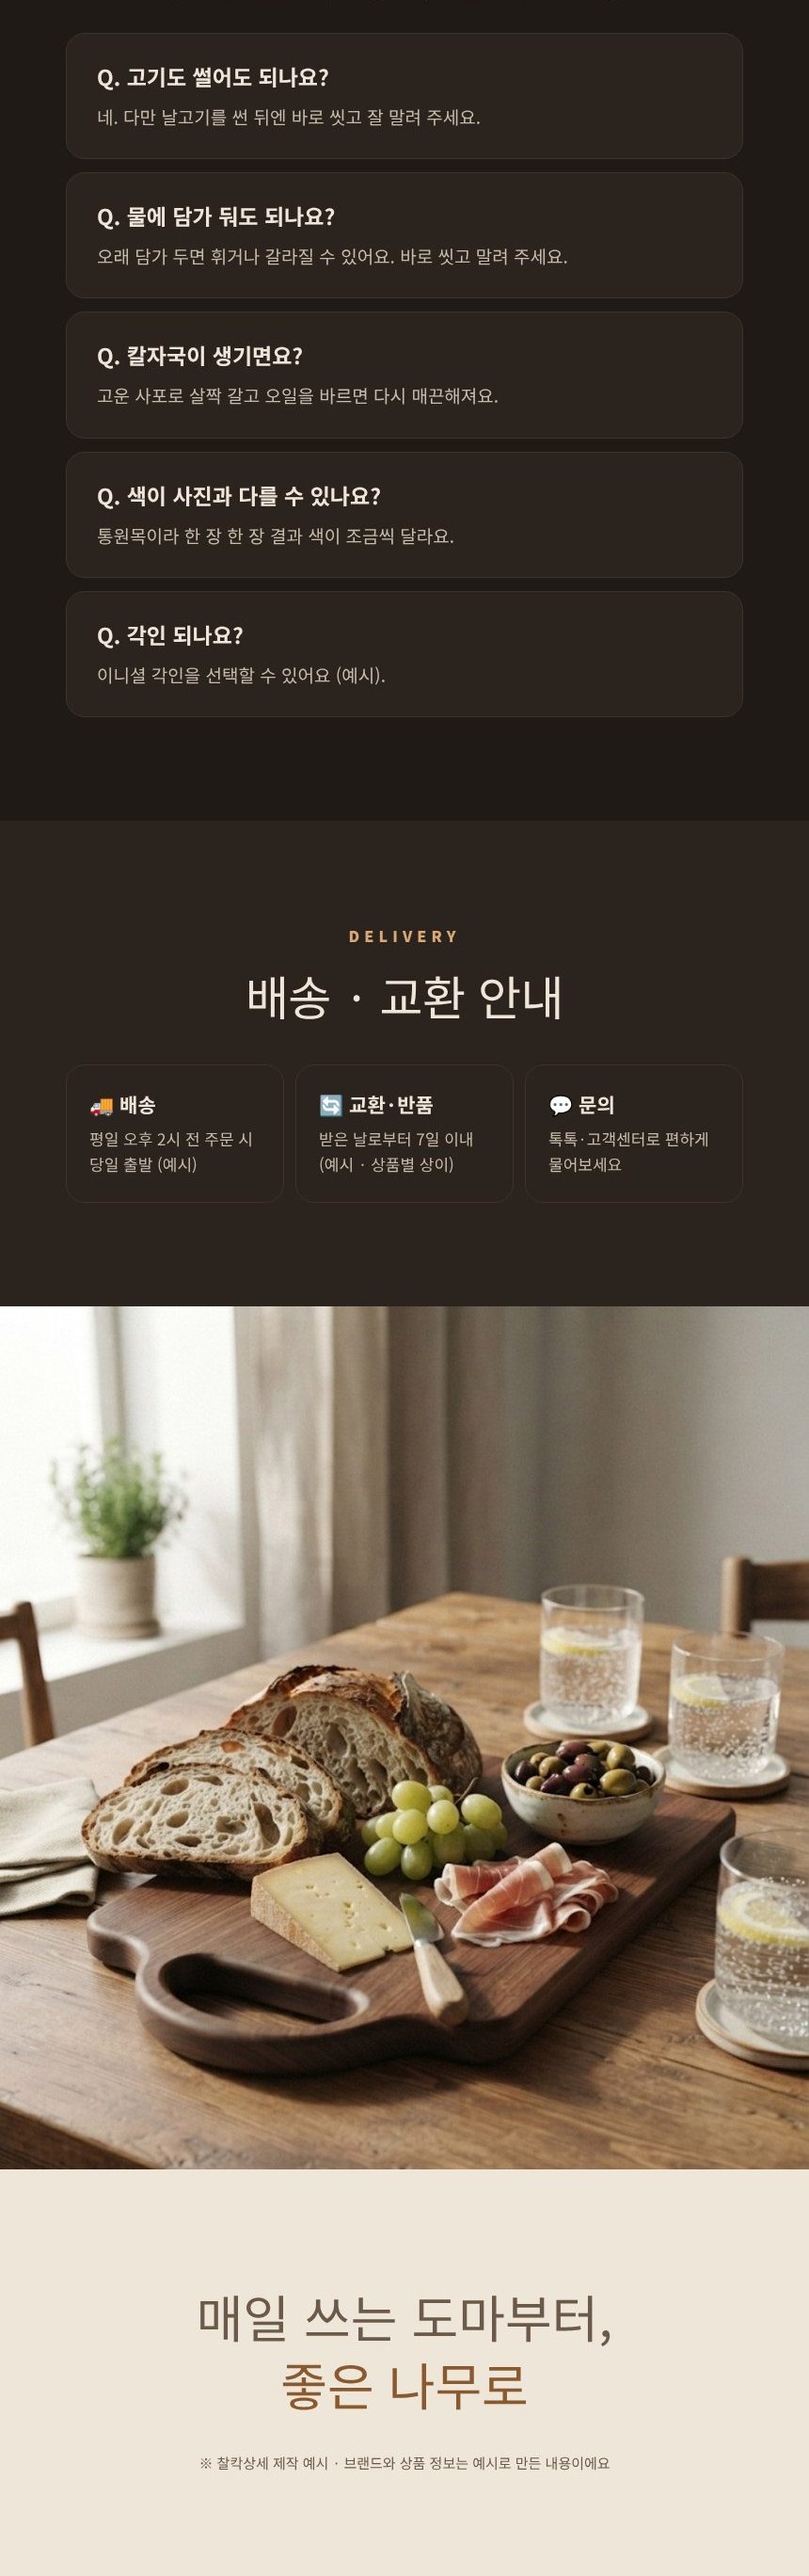 Q. 고기도 썰어도 되나요?
네. 다만 날고기를 썬 뒤엔 바로 씻고 잘 말려 주세요.
Q. 물에 담가 둬도 되나요?
오래 담가 두면 휘거나 갈라질 수 있어요. 바로 씻고 말려 주세요.
Q. 칼자국이 생기면요?
고운 사포로 살짝 갈고 오일을 바르면 다시 매끈해져요.
Q. 색이 사진과 다를 수 있나요?
통원목이라 한 장 한 장 결과 색이 조금씩 달라요.
Q. 각인 되나요?
이니셜 각인을 선택할 수 있어요 (예시).
DELIVERY
배송 · 교환 안내
🚚 배송
평일 오후 2시 전 주문 시
당일 출발 (예시)
🔄 교환·반품
받은 날로부터 7일 이내
(예시 · 상품별 상이)
💬 문의
톡톡·고객센터로 편하게
물어보세요
매일 쓰는 도마부터,
좋은 나무로
※ 찰칵상세 제작 예시 · 브랜드와 상품 정보는 예시로 만든 내용이에요